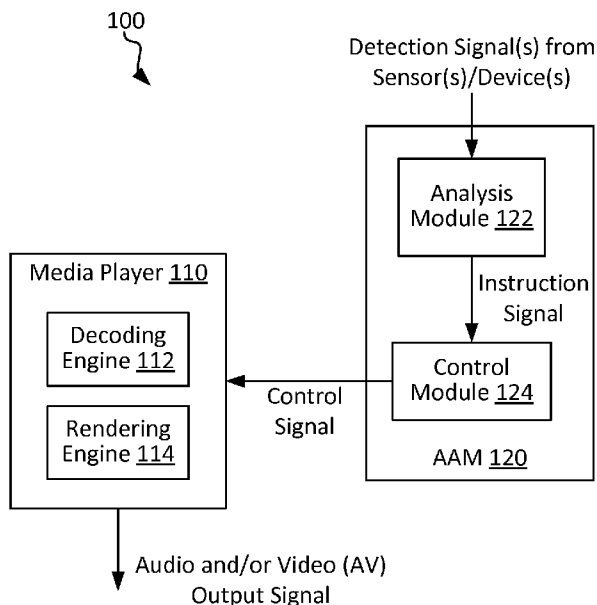 100
Detection Signal(s) from
Sensor(s)/Device(s)
Analysis
Module 122
Instruction
Signal
Control
Module 124
AAM 120
Control
Signal
Media Player 110
Decoding
Engine 112
Rendering
Engine 114
Audio and/or Video (AV)
Output Signal